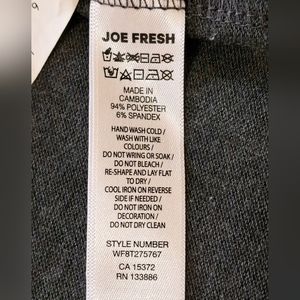 JOE FRESH
MADE IN
CAMBODIA
94% POLYESTER
6% SPANDEX
HAND WASH COLD /
WASH WITH LIKE
COLOURS /
DO NOT WRING OR SOAK /
DO NOT BLEACH /
RE-SHAPE AND LAY FLAT
TO DRY /
COOL IRON ON REVERSE
SIDE IF NEEDED /
DO NOT IRON ON
DECORATION /
DO NOT DRY CLEAN
STYLE NUMBER
WF8T275767
CA 15372
RN 133886